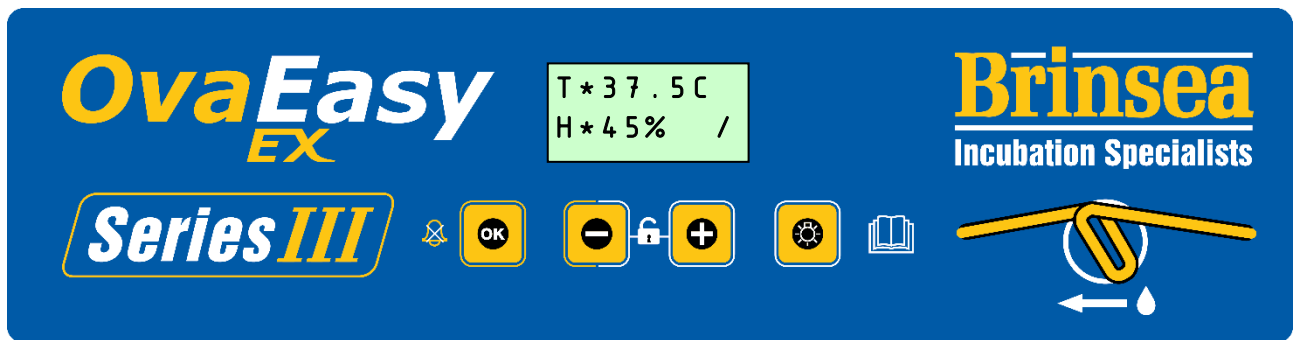 OvaEasy
EX
T*37.5C
H*45% /
Brinsea
Incubation Specialists
Series III
OK